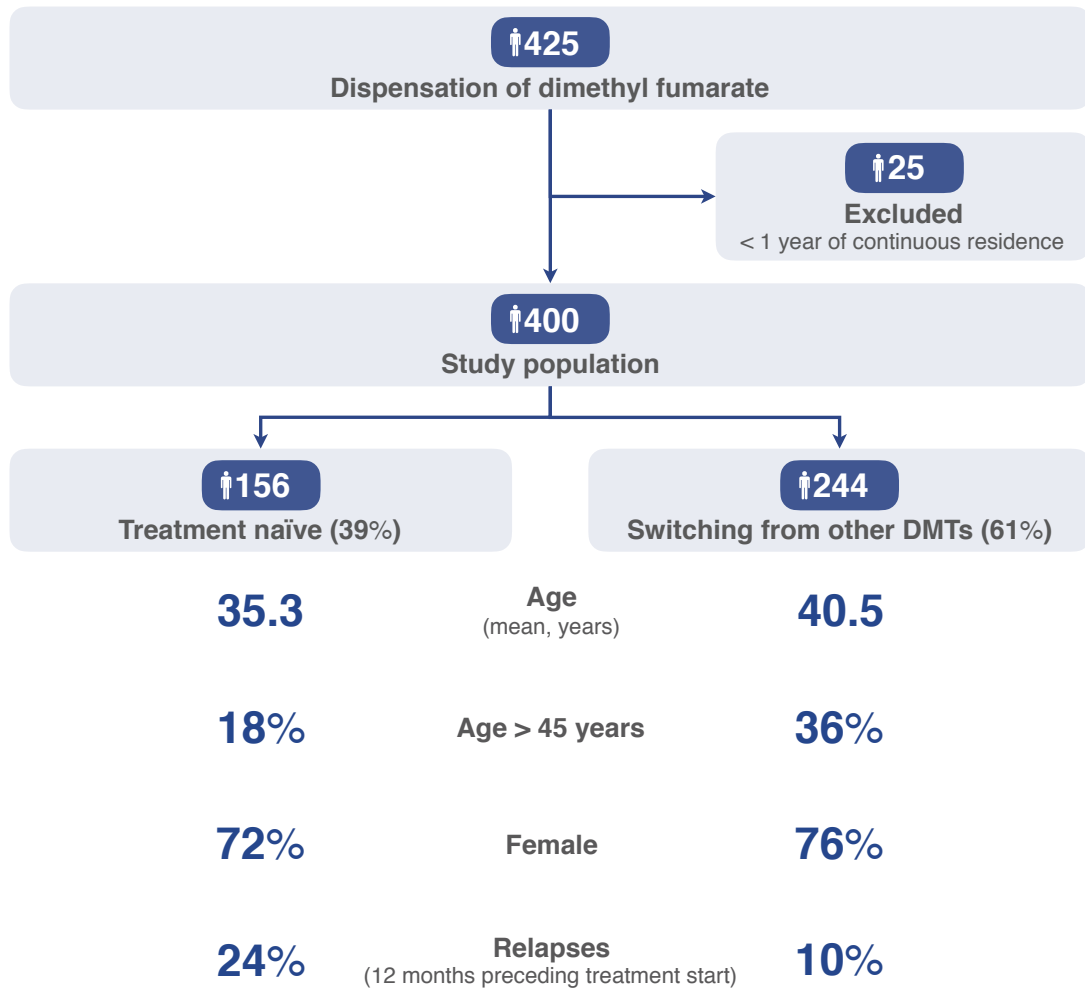 425
Dispensation of dimethyl fumarate
25
Excluded
< 1 year of continuous residence
400
Study population
156
Treatment naïve (39%)
244
Switching from other DMTs (61%)
35.3
Age
(mean, years)
40.5
18%
Age > 45 years
36%
72%
Female
76%
24%
Relapses
(12 months preceding treatment start)
10%